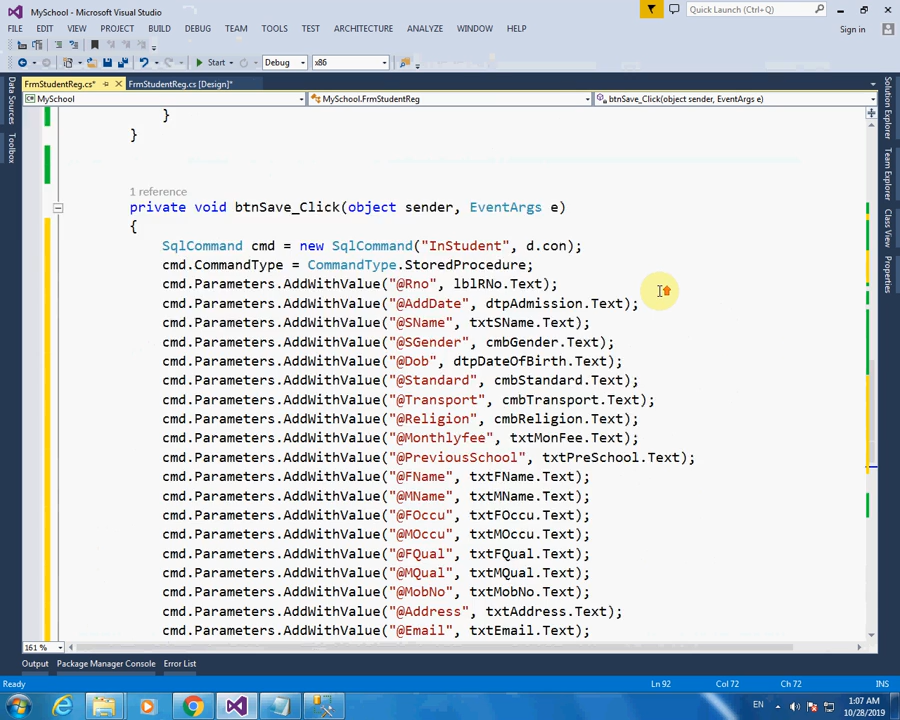 MySchool - Microsoft Visual Studio
Quick Launch (Ctrl+Q)
FILE EDIT VIEW PROJECT BUILD DEBUG TEAM TOOLS TEST ARCHITECTURE ANALYZE WINDOW HELP
Sign in
Start Debug x86
FrmStudentReg.cs* FrmStudentReg.cs [Design]*
MySchool MySchool.FrmStudentReg btnSave_Click(object sender, EventArgs e)
Data Sources
Toolbox
Solution Explorer
Team Explorer
Class View
Properties
}
}
1 reference
private void btnSave_Click(object sender, EventArgs e)
{
SqlCommand cmd = new SqlCommand("InStudent", d.con);
cmd.CommandType = CommandType.StoredProcedure;
cmd.Parameters.AddWithValue("@Rno", lblRNo.Text);
cmd.Parameters.AddWithValue("@AddDate", dtpAdmission.Text);
cmd.Parameters.AddWithValue("@SName", txtSName.Text);
cmd.Parameters.AddWithValue("@SGender", cmbGender.Text);
cmd.Parameters.AddWithValue("@Dob", dtpDateOfBirth.Text);
cmd.Parameters.AddWithValue("@Standard", cmbStandard.Text);
cmd.Parameters.AddWithValue("@Transport", cmbTransport.Text);
cmd.Parameters.AddWithValue("@Religion", cmbReligion.Text);
cmd.Parameters.AddWithValue("@Monthlyfee", txtMonFee.Text);
cmd.Parameters.AddWithValue("@PreviousSchool", txtPreSchool.Text);
cmd.Parameters.AddWithValue("@FName", txtFName.Text);
cmd.Parameters.AddWithValue("@MName", txtMName.Text);
cmd.Parameters.AddWithValue("@FOccu", txtFOccu.Text);
cmd.Parameters.AddWithValue("@MOccu", txtMOccu.Text);
cmd.Parameters.AddWithValue("@FQual", txtFQual.Text);
cmd.Parameters.AddWithValue("@MQual", txtMQual.Text);
cmd.Parameters.AddWithValue("@MobNo", txtMobNo.Text);
cmd.Parameters.AddWithValue("@Address", txtAddress.Text);
cmd.Parameters.AddWithValue("@Email", txtEmail.Text);
161 %
Output Package Manager Console Error List
Ready Ln 92 Col 72 Ch 72 INS
EN 1:07 AM
10/28/2019